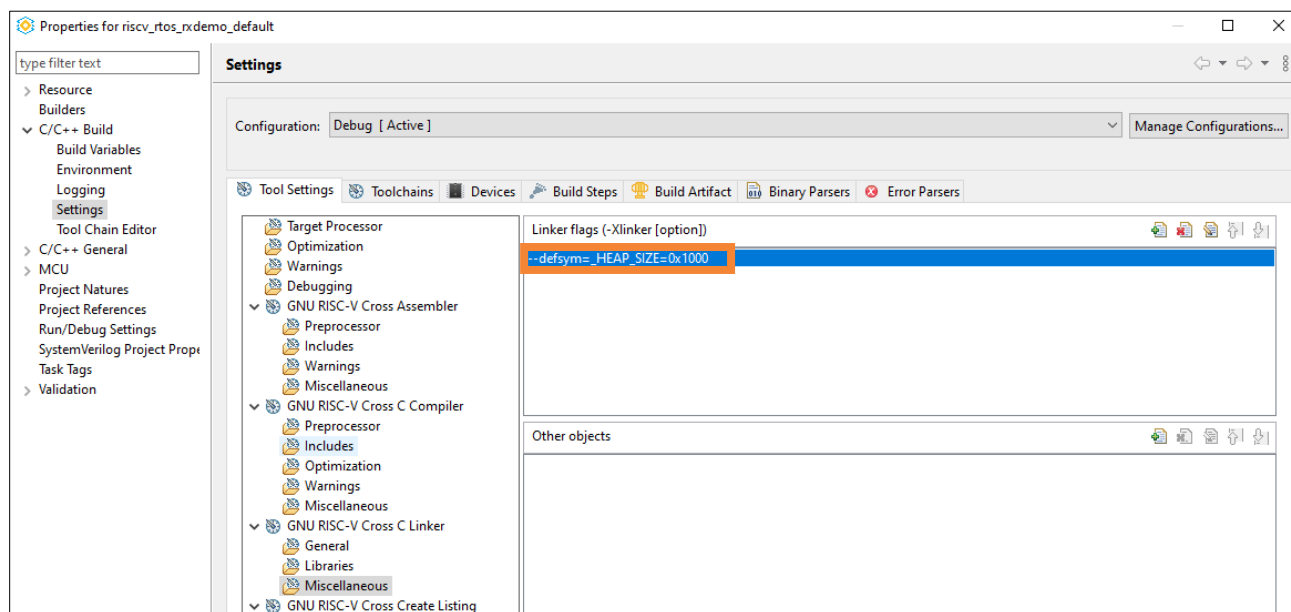 Properties for riscv_rtos_rxdemo_default
type filter text
Resource
Builders
C/C++ Build
Build Variables
Environment
Logging
Settings
Tool Chain Editor
C/C++ General
MCU
Project Natures
Project References
Run/Debug Settings
SystemVerilog Project Prope
Task Tags
Validation
Settings
Configuration: Debug [ Active ]
Manage Configurations...
Tool Settings Toolchains Devices Build Steps Build Artifact Binary Parsers Error Parsers
Target Processor
Optimization
Warnings
Debugging
GNU RISC-V Cross Assembler
Preprocessor
Includes
Warnings
Miscellaneous
GNU RISC-V Cross C Compiler
Preprocessor
Includes
Optimization
Warnings
Miscellaneous
GNU RISC-V Cross C Linker
General
Libraries
Miscellaneous
GNU RISC-V Cross Create Listing
Linker flags (-Xlinker [option])
--defsym=_HEAP_SIZE=0x1000
Other objects